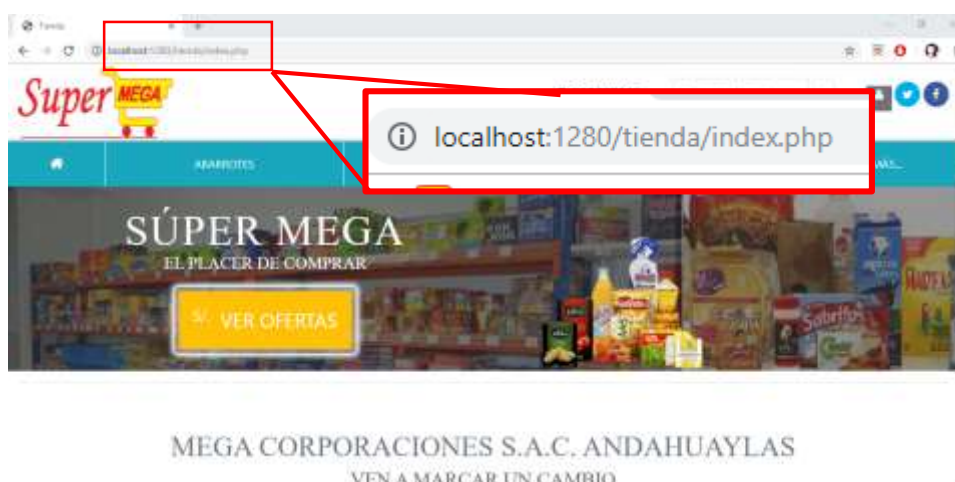 Tienda
localhost:1280/tienda/index.php
Super MEGA
localhost:1280/tienda/index.php
ABARROTES
MAS...
SÚPER MEGA
EL PLACER DE COMPRAR
S/. VER OFERTAS
MEGA CORPORACIONES S.A.C. ANDAHUAYLAS
VEN A MARCAR UN CAMBIO